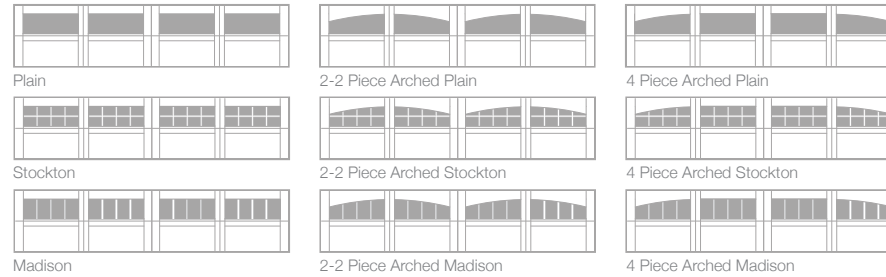 Plain
2-2 Piece Arched Plain
4 Piece Arched Plain
Stockton
2-2 Piece Arched Stockton
4 Piece Arched Stockton
Madison
2-2 Piece Arched Madison
4 Piece Arched Madison